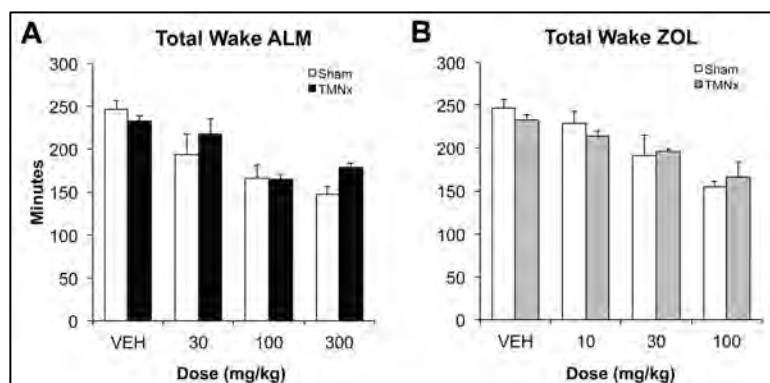 A
Total Wake ALM
300
250
200
150
100
50
0
Minutes
Sham
TMNx
VEH 30 100 300
Dose (mg/kg)
B
Total Wake ZOL
300
250
200
150
100
50
0
Sham
TMNx
VEH 10 30 100
Dose (mg/kg)